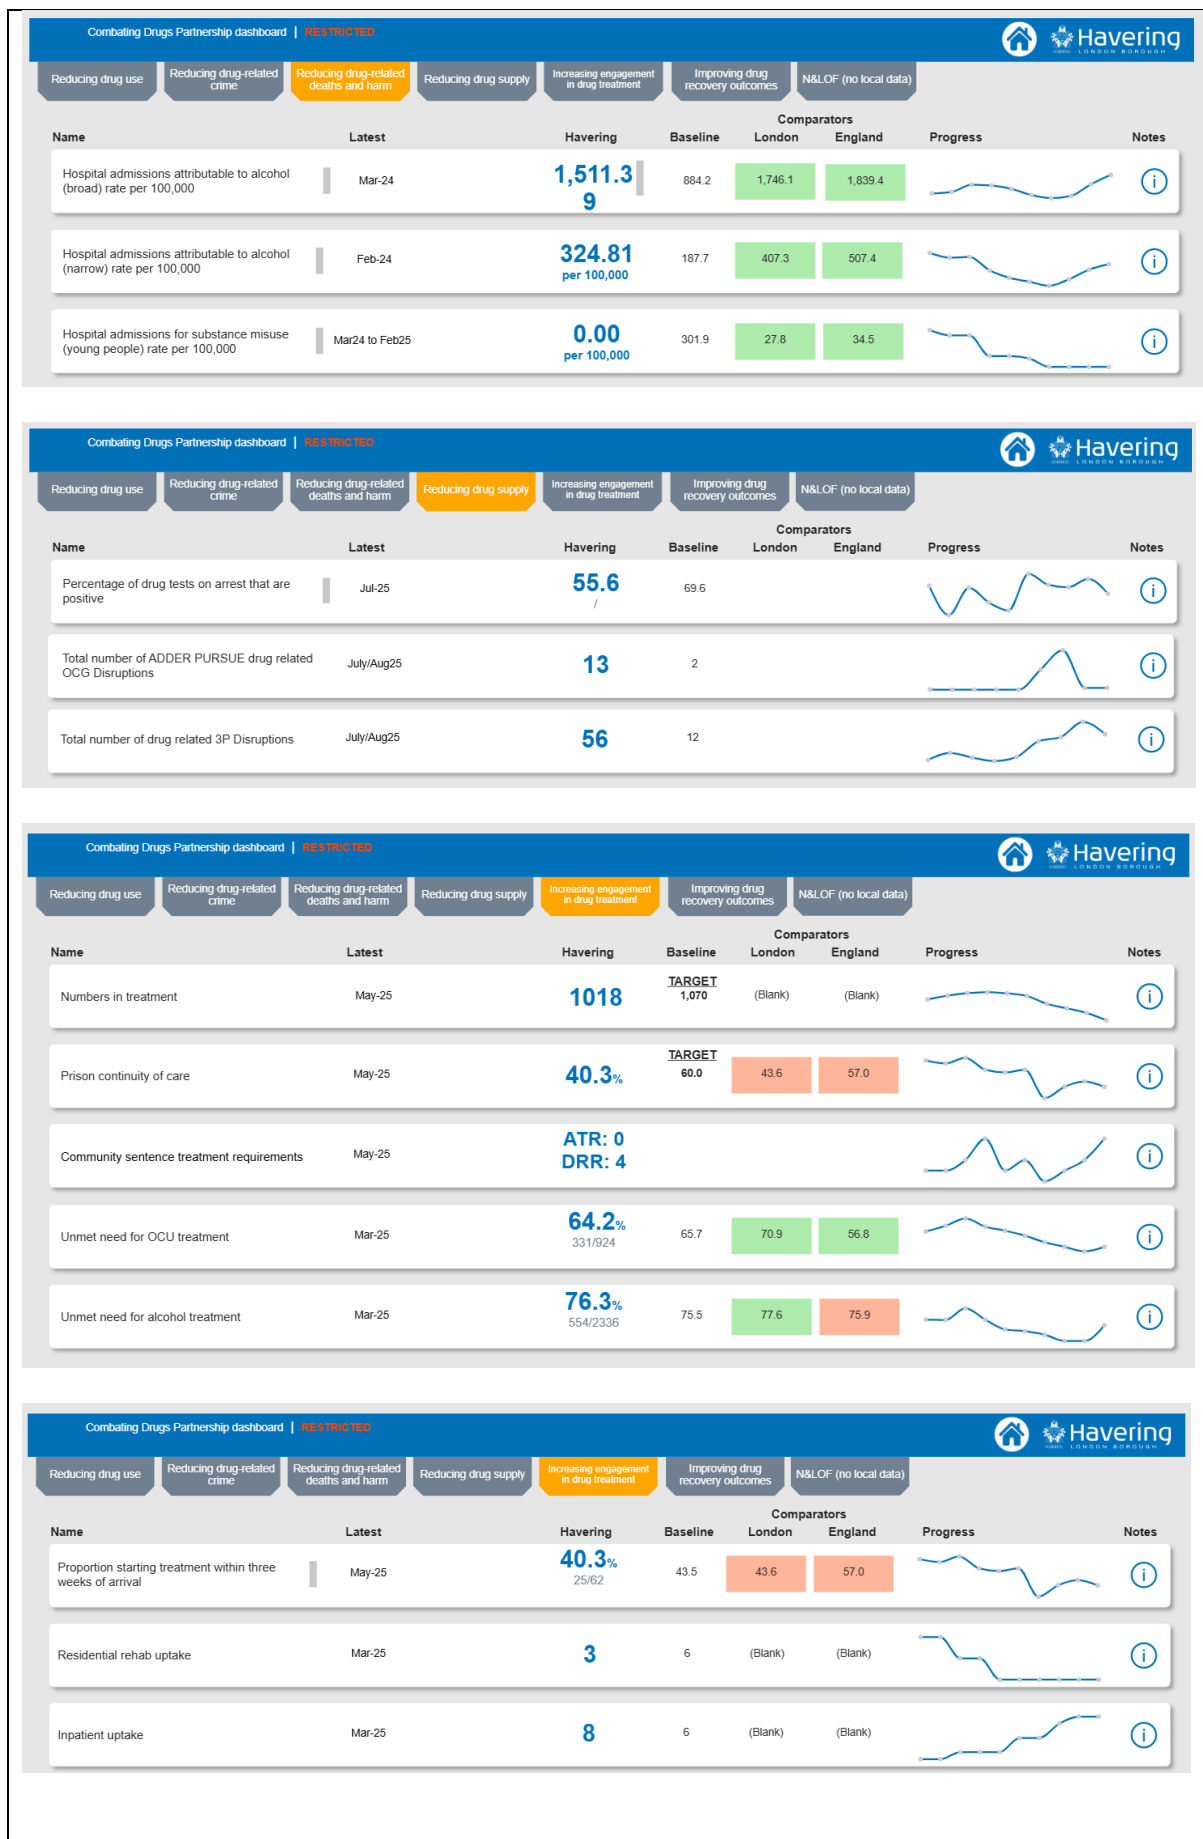 Combating Drugs Partnership dashboard | RESTRICTED
Havering
LONDON BOROUGH
Reducing drug use
Reducing drug-related
crime
Reducing drug-related
deaths and harm
Reducing drug supply
Increasing engagement
in drug treatment
Improving drug
recovery outcomes
N&LOF (no local data)
Comparators
Name Latest Havering Baseline London England Progress Notes
Hospital admissions attributable to alcohol
(broad) rate per 100,000
Mar-24
1,511.3
9
884.2
1,746.1
1,839.4
i
Hospital admissions attributable to alcohol
(narrow) rate per 100,000
Feb-24
324.81
per 100,000
187.7
407.3
507.4
i
Hospital admissions for substance misuse
(young people) rate per 100,000
Mar24 to Feb25
0.00
per 100,000
301.9
27.8
34.5
i
Combating Drugs Partnership dashboard | RESTRICTED
Havering
LONDON BOROUGH
Reducing drug use
Reducing drug-related
crime
Reducing drug-related
deaths and harm
Reducing drug supply
Increasing engagement
in drug treatment
Improving drug
recovery outcomes
N&LOF (no local data)
Comparators
Name Latest Havering Baseline London England Progress Notes
Percentage of drug tests on arrest that are
positive
Jul-25
55.6
/
69.6
i
Total number of ADDER PURSUE drug related
OCG Disruptions
July/Aug25
13
2
i
Total number of drug related 3P Disruptions
July/Aug25
56
12
i
Combating Drugs Partnership dashboard | RESTRICTED
Havering
LONDON BOROUGH
Reducing drug use
Reducing drug-related
crime
Reducing drug-related
deaths and harm
Reducing drug supply
Increasing engagement
in drug treatment
Improving drug
recovery outcomes
N&LOF (no local data)
Comparators
Name Latest Havering Baseline London England Progress Notes
Numbers in treatment
May-25
1018
TARGET
1,070
(Blank)
(Blank)
i
Prison continuity of care
May-25
40.3%
TARGET
60.0
43.6
57.0
i
Community sentence treatment requirements
May-25
ATR: 0
DRR: 4
i
Unmet need for OCU treatment
Mar-25
64.2%
331/924
65.7
70.9
56.8
i
Unmet need for alcohol treatment
Mar-25
76.3%
554/2336
75.5
77.6
75.9
i
Combating Drugs Partnership dashboard | RESTRICTED
Havering
LONDON BOROUGH
Reducing drug use
Reducing drug-related
crime
Reducing drug-related
deaths and harm
Reducing drug supply
Increasing engagement
in drug treatment
Improving drug
recovery outcomes
N&LOF (no local data)
Comparators
Name Latest Havering Baseline London England Progress Notes
Proportion starting treatment within three
weeks of arrival
May-25
40.3%
25/62
43.5
43.6
57.0
i
Residential rehab uptake
Mar-25
3
6
(Blank)
(Blank)
i
Inpatient uptake
Mar-25
8
6
(Blank)
(Blank)
i